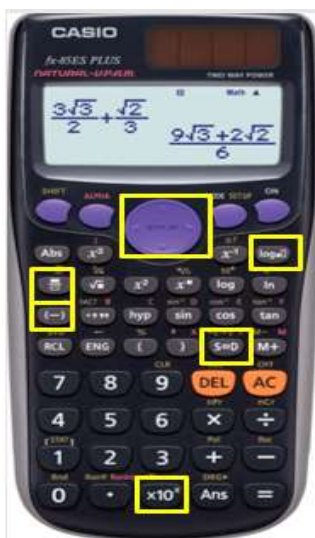 CASIO
fx-85ES PLUS
NATURAL-V.P.A.M.
TWO WAY POWER
Math ▲
3√3/2 + √2/3
9√3+2√2/6
SHIFT ALPHA MODE SETUP ON
Abs x³ x⁻¹ log
√ x² log ln
(−) hyp sin cos tan
RCL ENG ( ) S⇔D M+
7 8 9 DEL AC
4 5 6 × ÷
1 2 3 + −
0 · ×10ˣ Ans =